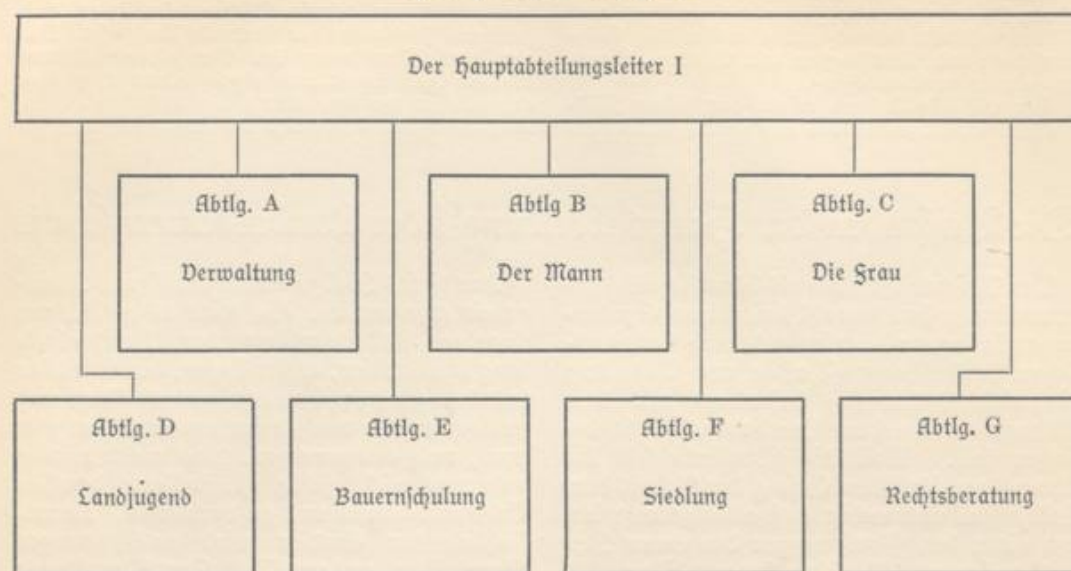 Der Hauptabteilungsleiter I
Abtlg. A
Verwaltung
Abtlg B
Der Mann
Abtlg. C
Die Frau
Abtlg. D
Landjugend
Abtlg. E
Bauernschulung
Abtlg. F
Siedlung
Abtlg. G
Rechtsberatung